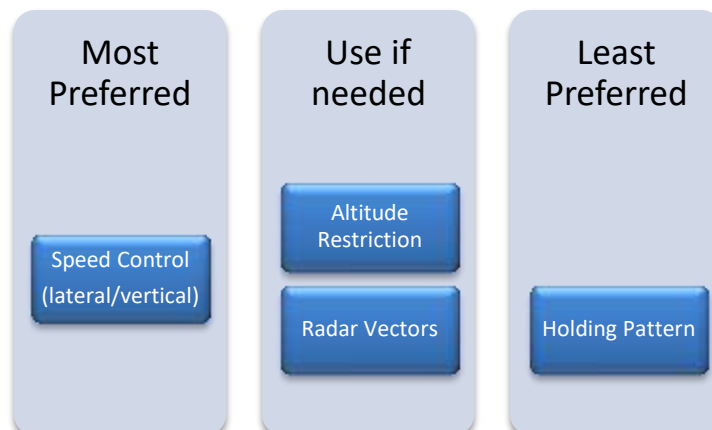 Most
Preferred
Speed Control
(lateral/vertical)
Use if
needed
Altitude
Restriction
Radar Vectors
Least
Preferred
Holding Pattern